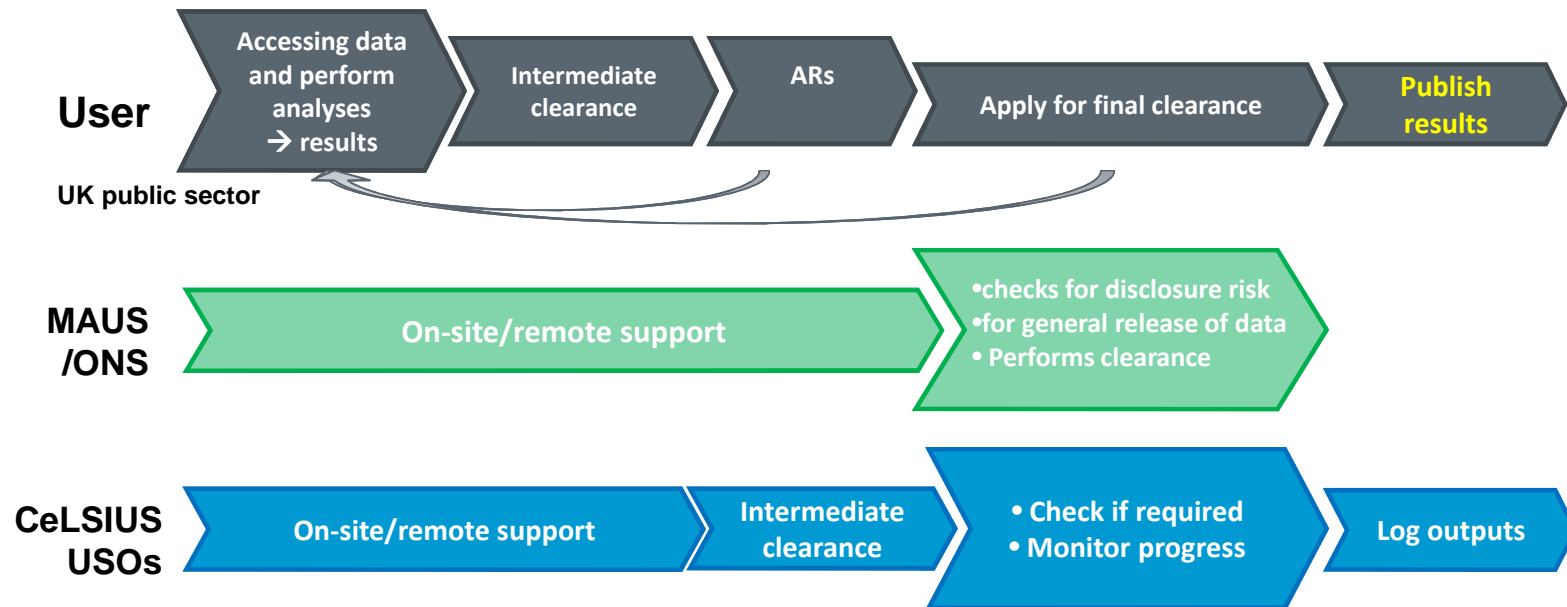 User
UK public sector
Accessing data
and perform
analyses
→ results
Intermediate
clearance
ARs
Apply for final clearance
Publish
results
MAUS
/ONS
On-site/remote support
•checks for disclosure risk
•for general release of data
• Performs clearance
CeLSIUS
USOs
On-site/remote support
Intermediate
clearance
• Check if required
• Monitor progress
Log outputs